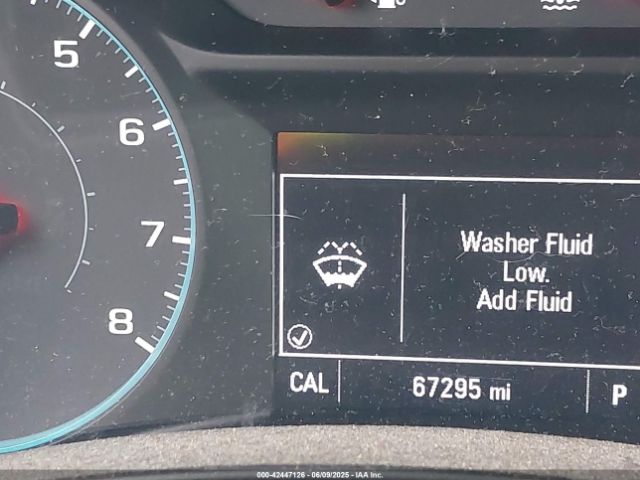 5
6
7
8
Washer Fluid
Low.
Add Fluid
CAL 67295 mi P
000-42447126 - 06/09/2025 - IAA Inc.